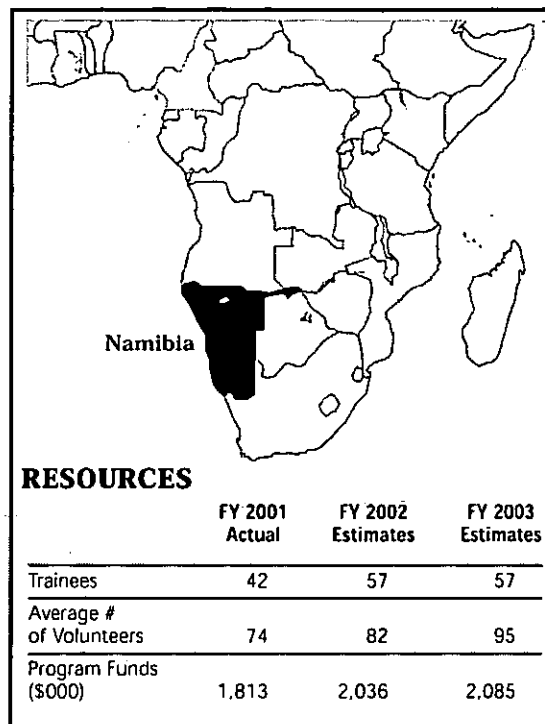 Namibia
RESOURCES
FY 2001 FY 2002 FY 2003
Actual Estimates Estimates
Trainees 42 57 57
Average #
of Volunteers 74 82 95
Program Funds
($000) 1,813 2,036 2,085